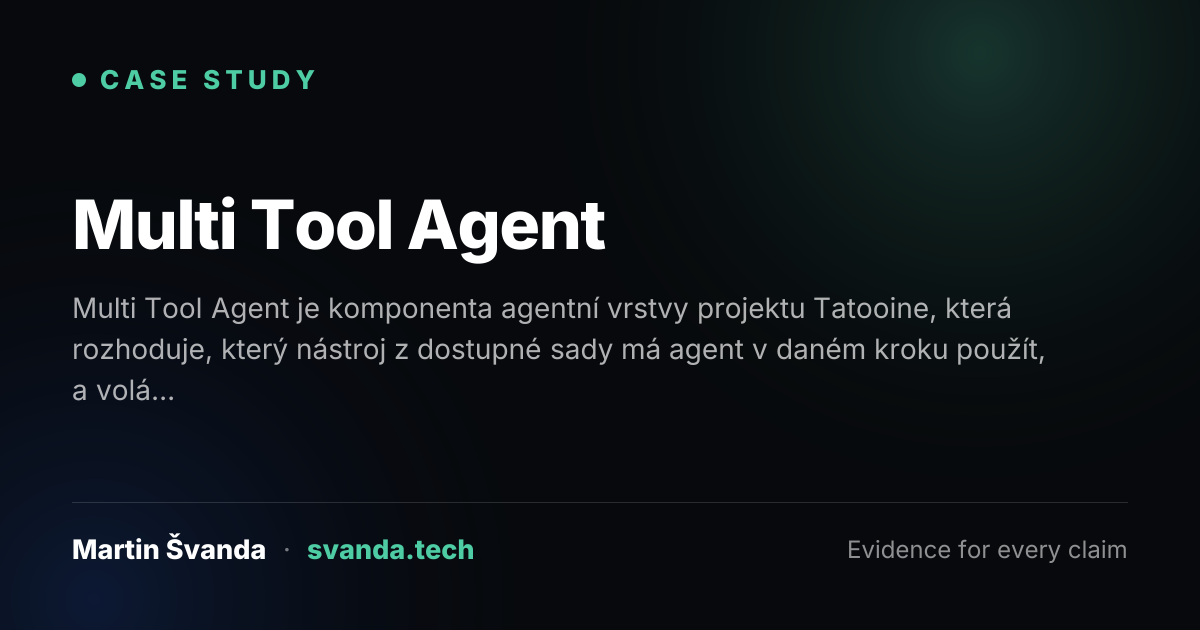 CASE STUDY
Multi Tool Agent
Multi Tool Agent je komponenta agentní vrstvy projektu Tatooine, která
rozhoduje, který nástroj z dostupné sady má agent v daném kroku použít,
a volá…
Martin Švanda · svanda.tech
Evidence for every claim